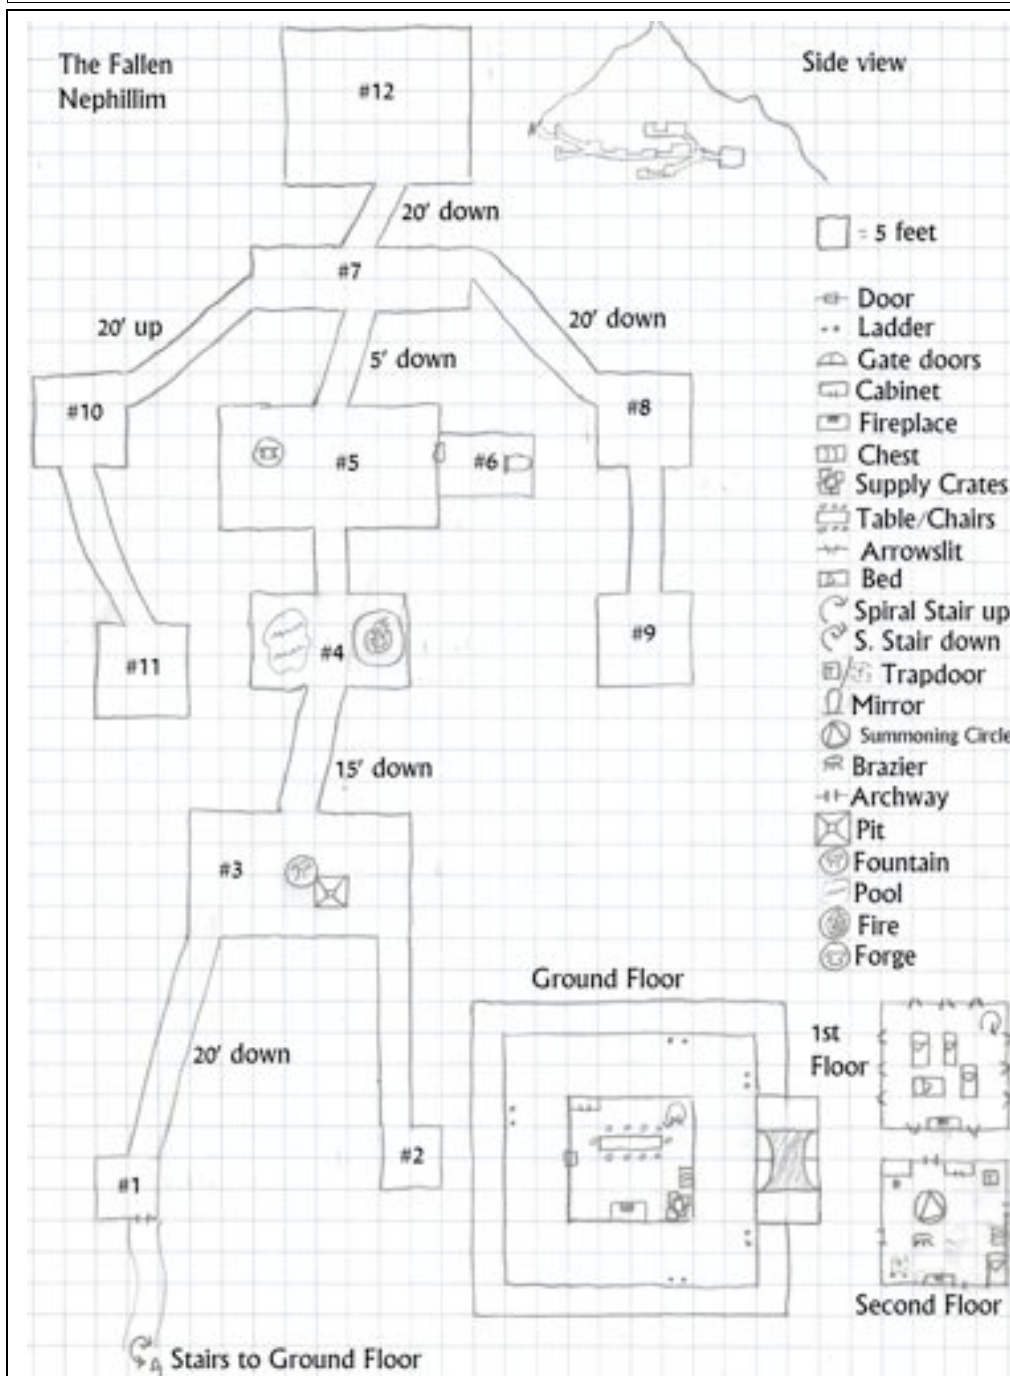 The Fallen
Nephillim
#12
Side view
20' down
= 5 feet
#7
20' up
20' down
5' down
#10
#8
#5
#6
#4
#11
#9
15' down
#3
20' down
#1
#2
Door
Ladder
Gate doors
Cabinet
Fireplace
Chest
Supply Crates
Table/Chairs
Arrowslit
Bed
Spiral Stair up
S. Stair down
Trapdoor
Mirror
Summoning Circle
Brazier
Archway
Pit
Fountain
Pool
Fire
Forge
Ground Floor
1st
Floor
Second Floor
Stairs to Ground Floor